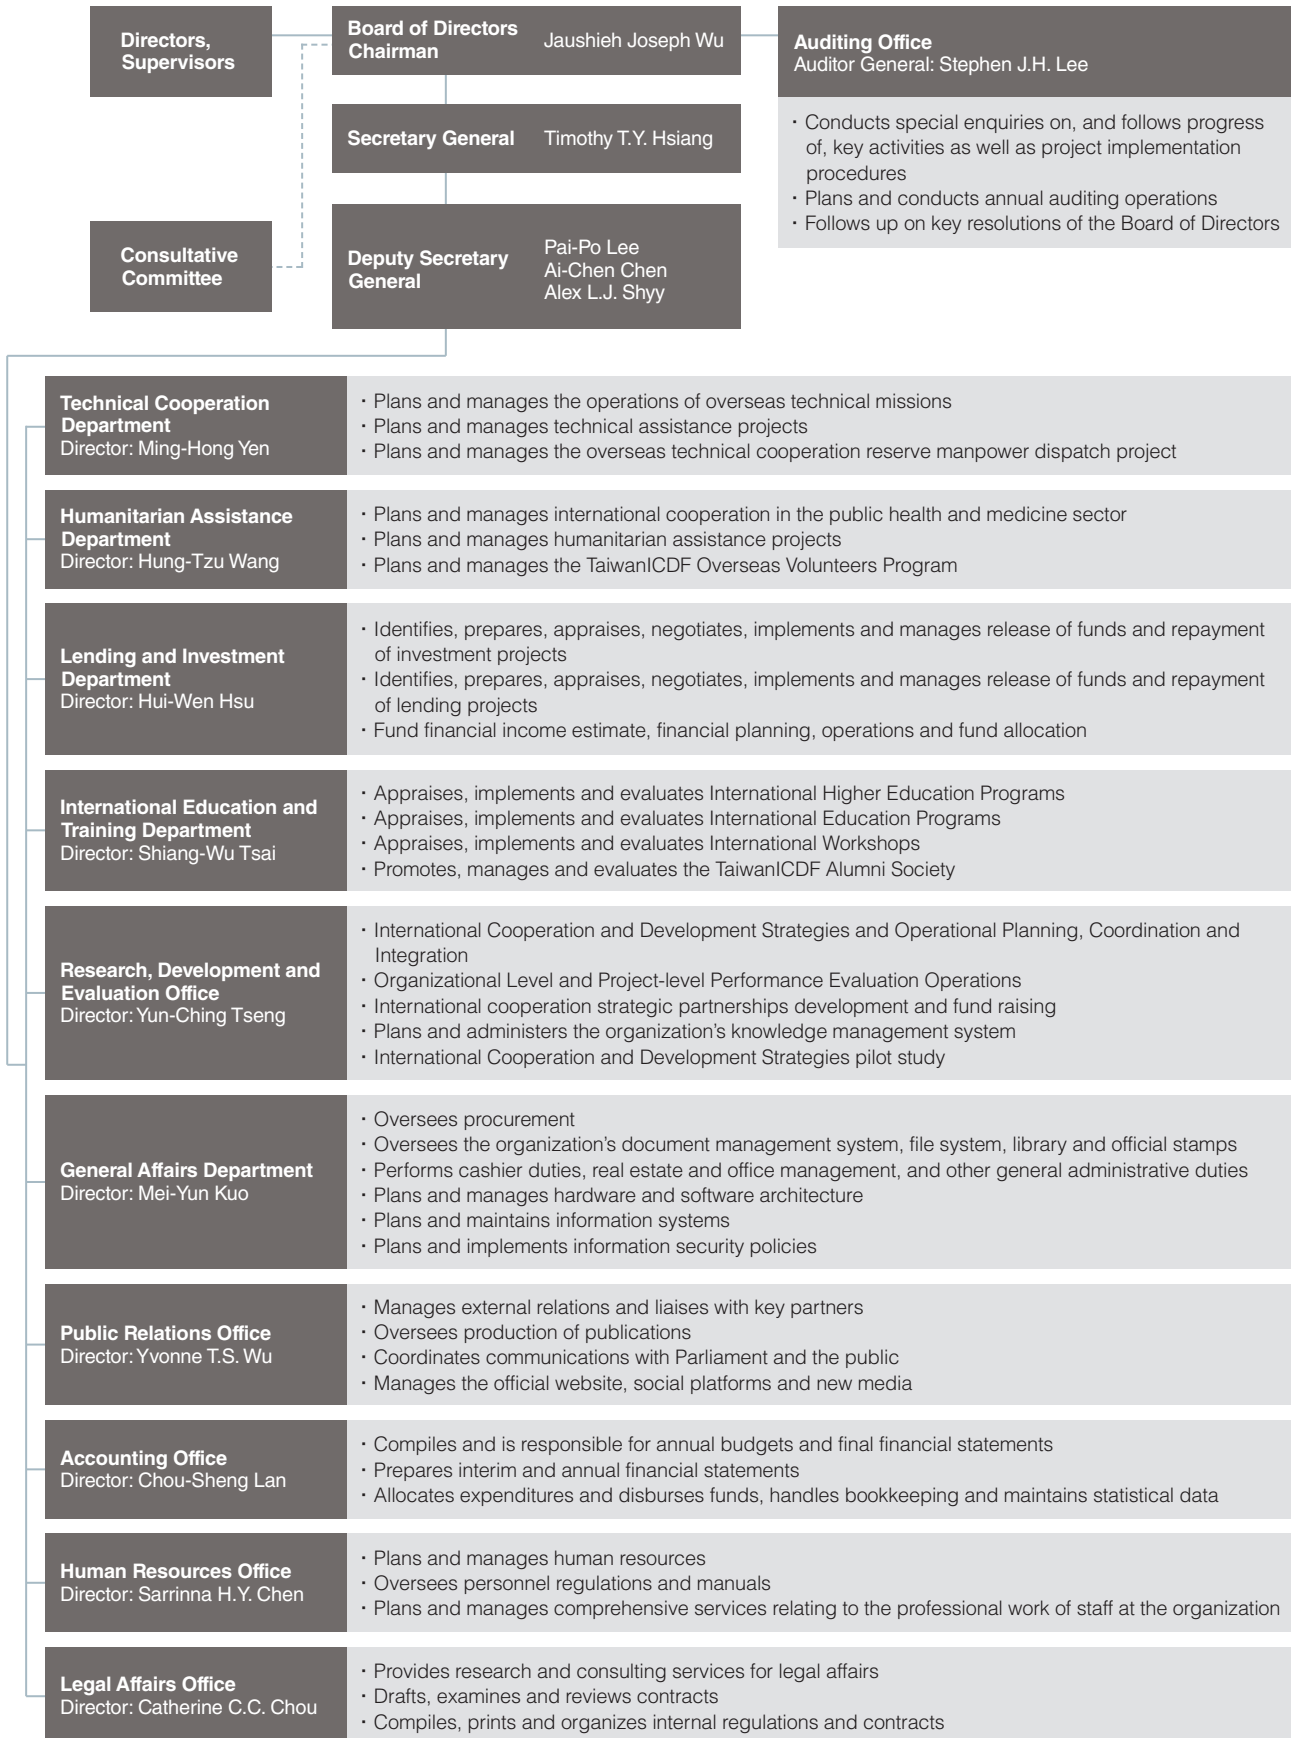 Directors,
Supervisors
Board of Directors
Chairman
Jaushieh Joseph Wu
Auditing Office
Auditor General: Stephen J.H. Lee
· Conducts special enquiries on, and follows progress
of, key activities as well as project implementation
procedures
· Plans and conducts annual auditing operations
· Follows up on key resolutions of the Board of Directors
Secretary General
Timothy T.Y. Hsiang
Consultative
Committee
Deputy Secretary
General
Pai-Po Lee
Ai-Chen Chen
Alex L.J. Shyy
Technical Cooperation
Department
Director: Ming-Hong Yen
· Plans and manages the operations of overseas technical missions
· Plans and manages technical assistance projects
· Plans and manages the overseas technical cooperation reserve manpower dispatch project
Humanitarian Assistance
Department
Director: Hung-Tzu Wang
· Plans and manages international cooperation in the public health and medicine sector
· Plans and manages humanitarian assistance projects
· Plans and manages the TaiwanICDF Overseas Volunteers Program
Lending and Investment
Department
Director: Hui-Wen Hsu
· Identifies, prepares, appraises, negotiates, implements and manages release of funds and repayment
of investment projects
· Identifies, prepares, appraises, negotiates, implements and manages release of funds and repayment
of lending projects
· Fund financial income estimate, financial planning, operations and fund allocation
International Education and
Training Department
Director: Shiang-Wu Tsai
· Appraises, implements and evaluates International Higher Education Programs
· Appraises, implements and evaluates International Education Programs
· Appraises, implements and evaluates International Workshops
· Promotes, manages and evaluates the TaiwanICDF Alumni Society
Research, Development and
Evaluation Office
Director: Yun-Ching Tseng
· International Cooperation and Development Strategies and Operational Planning, Coordination and
Integration
· Organizational Level and Project-level Performance Evaluation Operations
· International cooperation strategic partnerships development and fund raising
· Plans and administers the organization's knowledge management system
· International Cooperation and Development Strategies pilot study
General Affairs Department
Director: Mei-Yun Kuo
· Oversees procurement
· Oversees the organization's document management system, file system, library and official stamps
· Performs cashier duties, real estate and office management, and other general administrative duties
· Plans and manages hardware and software architecture
· Plans and maintains information systems
· Plans and implements information security policies
Public Relations Office
Director: Yvonne T.S. Wu
· Manages external relations and liaises with key partners
· Oversees production of publications
· Coordinates communications with Parliament and the public
· Manages the official website, social platforms and new media
Accounting Office
Director: Chou-Sheng Lan
· Compiles and is responsible for annual budgets and final financial statements
· Prepares interim and annual financial statements
· Allocates expenditures and disburses funds, handles bookkeeping and maintains statistical data
Human Resources Office
Director: Sarrinna H.Y. Chen
· Plans and manages human resources
· Oversees personnel regulations and manuals
· Plans and manages comprehensive services relating to the professional work of staff at the organization
Legal Affairs Office
Director: Catherine C.C. Chou
· Provides research and consulting services for legal affairs
· Drafts, examines and reviews contracts
· Compiles, prints and organizes internal regulations and contracts